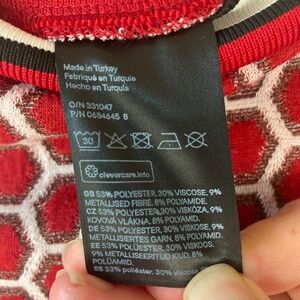 Made in Turkey
Fabriqué en Turquie
Hecho en Turquía
O/N 331047
P/N 0684645 8
30
clevercare.info
GB 53% POLYESTER, 30% VISCOSE, 9%
METALLISED FIBRE, 8% POLYAMIDE.
CZ 53% POLYESTER, 30% VISKÓZA, 9%
KOVOVÁ VLÁKNA, 8% POLYAMID.
DE 53% POLYESTER, 30% VISKOSE, 9%
METALLISIERTES GARN, 8% POLYAMID.
EE 53% POLÜESTER, 30% VISKOOS, 9%
METALLISEERITUD KIUD, 8%
POLÜAMIID.
ES 53% poliéster, 30%